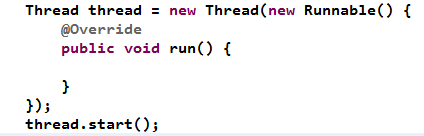 Thread thread = new Thread(new Runnable() {
    @Override
    public void run() {

    }
});
thread.start();